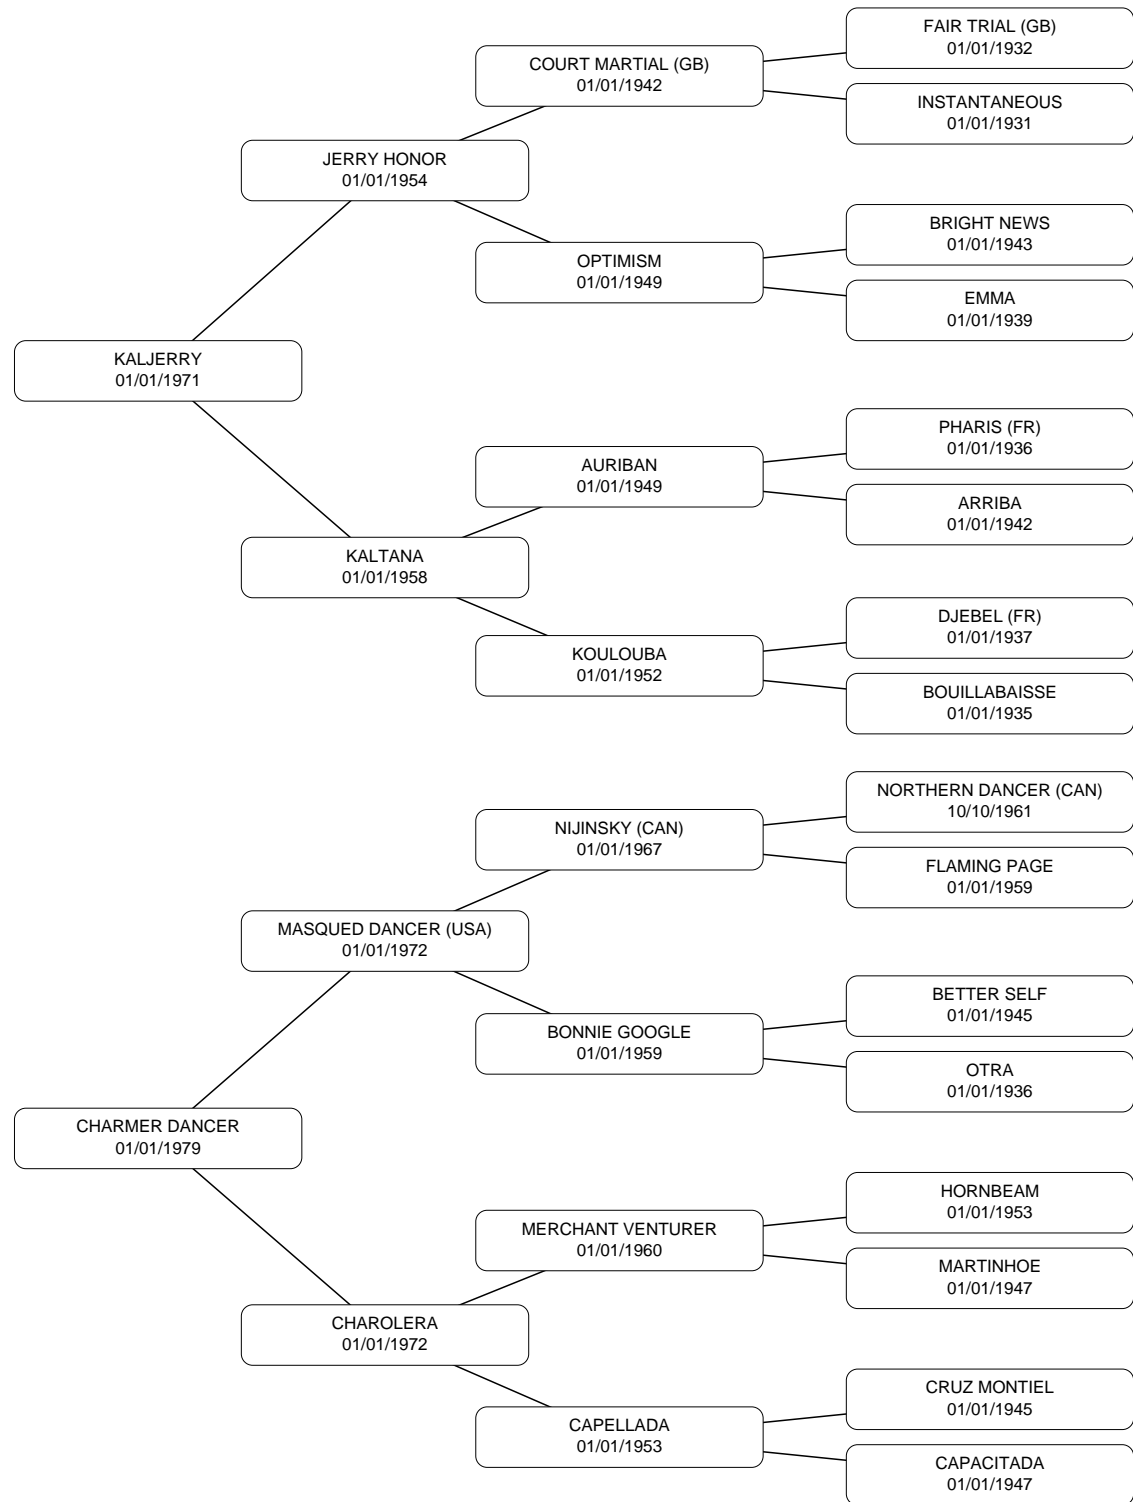 FAIR TRIAL (GB)
01/01/1932
COURT MARTIAL (GB)
01/01/1942
INSTANTANEOUS
01/01/1931
JERRY HONOR
01/01/1954
BRIGHT NEWS
01/01/1943
OPTIMISM
01/01/1949
EMMA
01/01/1939
KALJERRY
01/01/1971
PHARIS (FR)
01/01/1936
AURIBAN
01/01/1949
ARRIBA
01/01/1942
KALTANA
01/01/1958
DJEBEL (FR)
01/01/1937
KOULOUBA
01/01/1952
BOUILLABAISSE
01/01/1935
NORTHERN DANCER (CAN)
10/10/1961
NIJINSKY (CAN)
01/01/1967
FLAMING PAGE
01/01/1959
MASQUED DANCER (USA)
01/01/1972
BETTER SELF
01/01/1945
BONNIE GOOGLE
01/01/1959
OTRA
01/01/1936
CHARMER DANCER
01/01/1979
HORNBEAM
01/01/1953
MERCHANT VENTURER
01/01/1960
MARTINHOE
01/01/1947
CHAROLERA
01/01/1972
CRUZ MONTIEL
01/01/1945
CAPELLADA
01/01/1953
CAPACITADA
01/01/1947